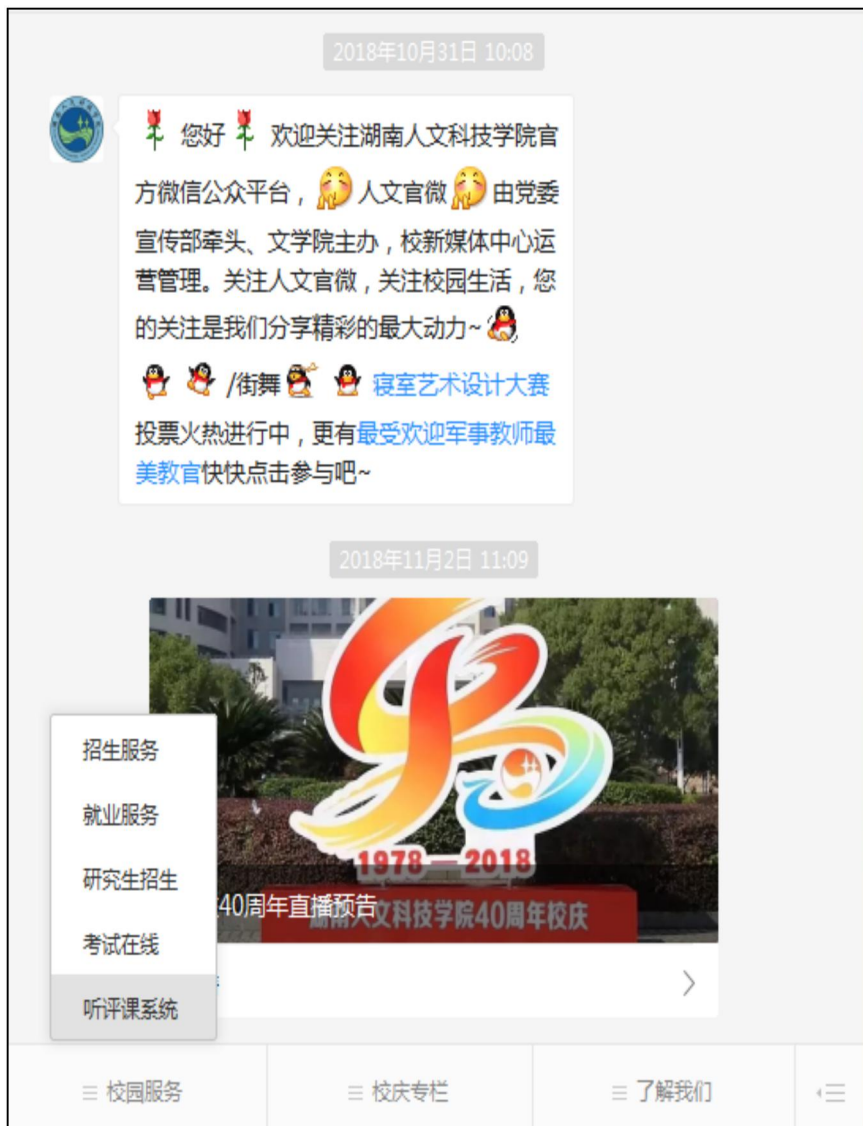 2018年10月31日 10:08
您好 欢迎关注湖南人文科技学院官
方微信公众平台，人文官微由党委
宣传部牵头、文学院主办，校新媒体中心运
营管理。关注人文官微，关注校园生活，您
的关注是我们分享精彩的最大动力~
/街舞 寝室艺术设计大赛
投票火热进行中，更有最受欢迎军事教师最
美教官快快点击参与吧~
2018年11月2日 11:09
1978—2018
40周年直播预告
湖南人文科技学院40周年校庆
招生服务
就业服务
研究生招生
考试在线
听评课系统
校园服务
校庆专栏
了解我们